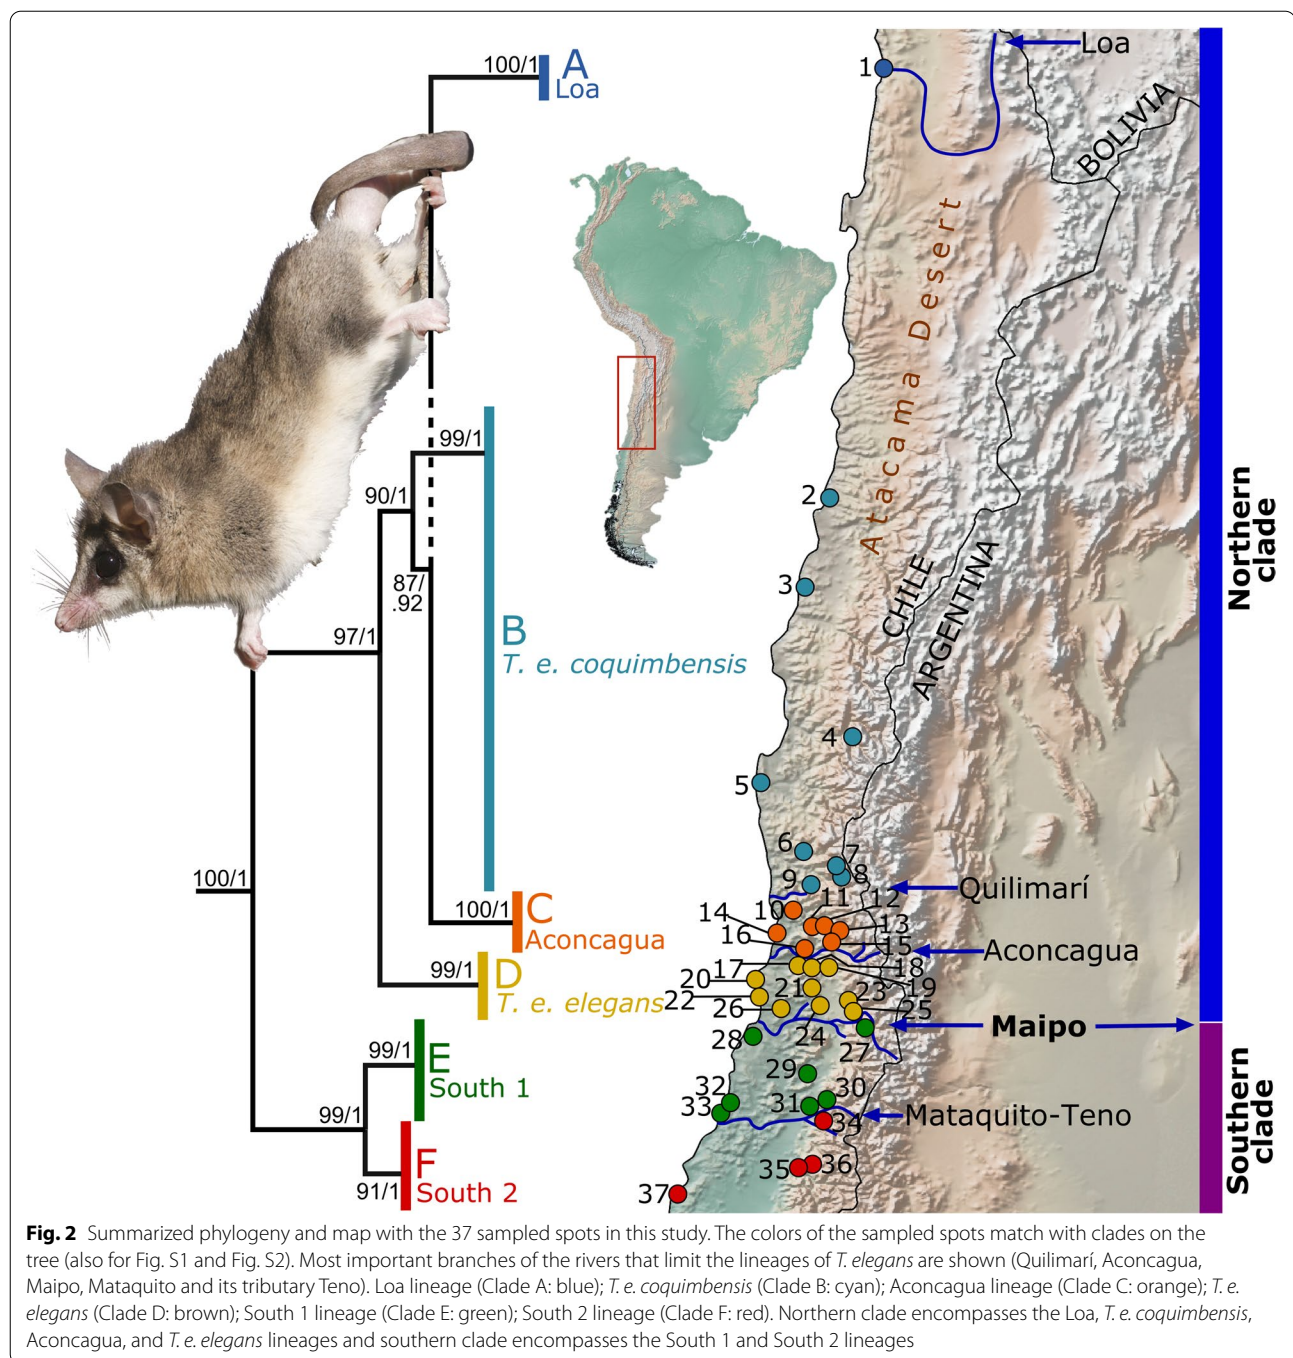 100/1
A
Loa
99/1
90/1
87/
.92
B
T. e. coquimbensis
97/1
100/1
100/1
C
Aconcagua
99/1
D
T. e. elegans
99/1
E
South 1
99/1
F
South 2
91/1
Loa
1
BOLIVIA
Atacama Desert
2
3
CHILE
ARGENTINA
4
5
6
7
8
9
Quilimarí
10
11
12
13
14
15
16
Aconcagua
17
18
19
20
21
22
23
24
25
26
Maipo
27
28
29
30
31
32
33
34
Mataquito-Teno
35
36
37
Northern
clade
Southern
clade
Fig. 2 Summarized phylogeny and map with the 37 sampled spots in this study. The colors of the sampled spots match with clades on the
tree (also for Fig. S1 and Fig. S2). Most important branches of the rivers that limit the lineages of T. elegans are shown (Quilimarí, Aconcagua,
Maipo, Mataquito and its tributary Teno). Loa lineage (Clade A: blue); T. e. coquimbensis (Clade B: cyan); Aconcagua lineage (Clade C: orange); T. e.
elegans (Clade D: brown); South 1 lineage (Clade E: green); South 2 lineage (Clade F: red). Northern clade encompasses the Loa, T. e. coquimbensis,
Aconcagua, and T. e. elegans lineages and southern clade encompasses the South 1 and South 2 lineages